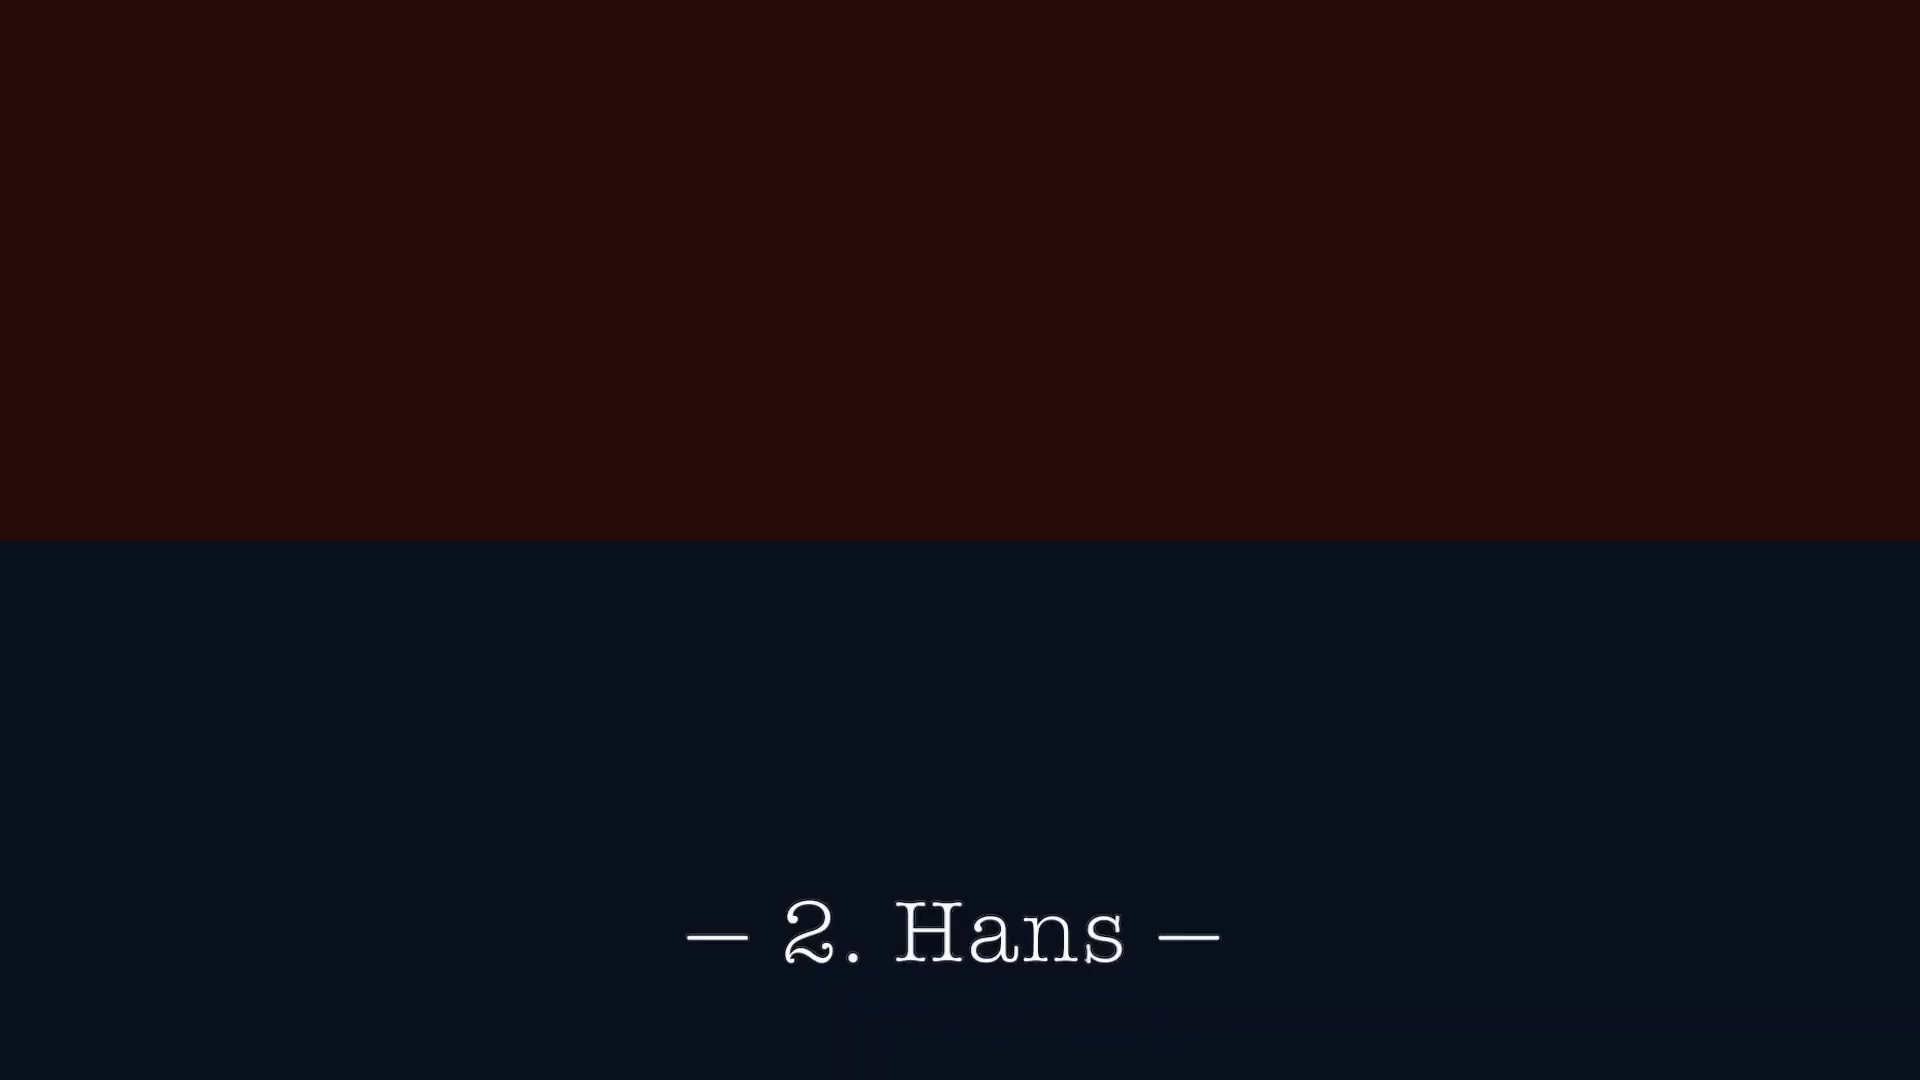 — 2. Hans —